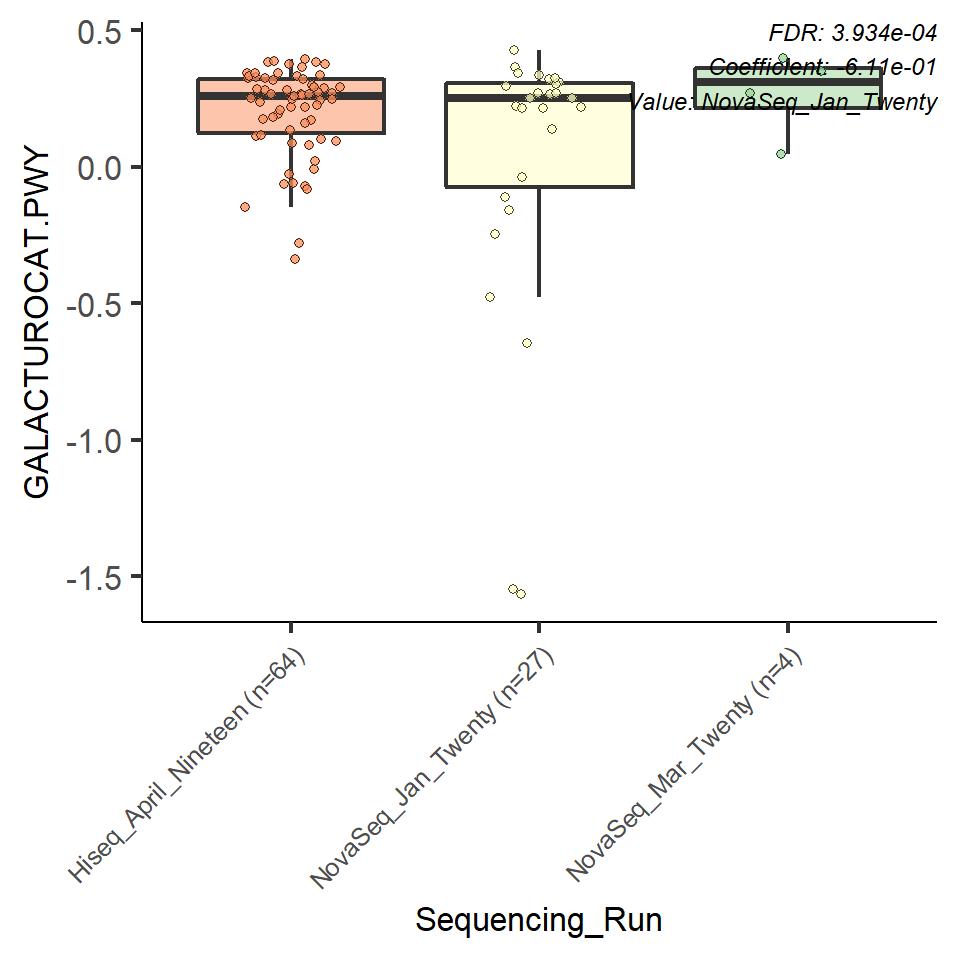 FDR: 3.934e-04
Coefficient: -6.11e-01
Value: NovaSeq_Jan_Twenty
GALACTUROCAT.PWY
0.5
0.0
-0.5
-1.0
-1.5
Hiseq_April_Nineteen (n=64)
NovaSeq_Jan_Twenty (n=27)
NovaSeq_Mar_Twenty (n=4)
Sequencing_Run